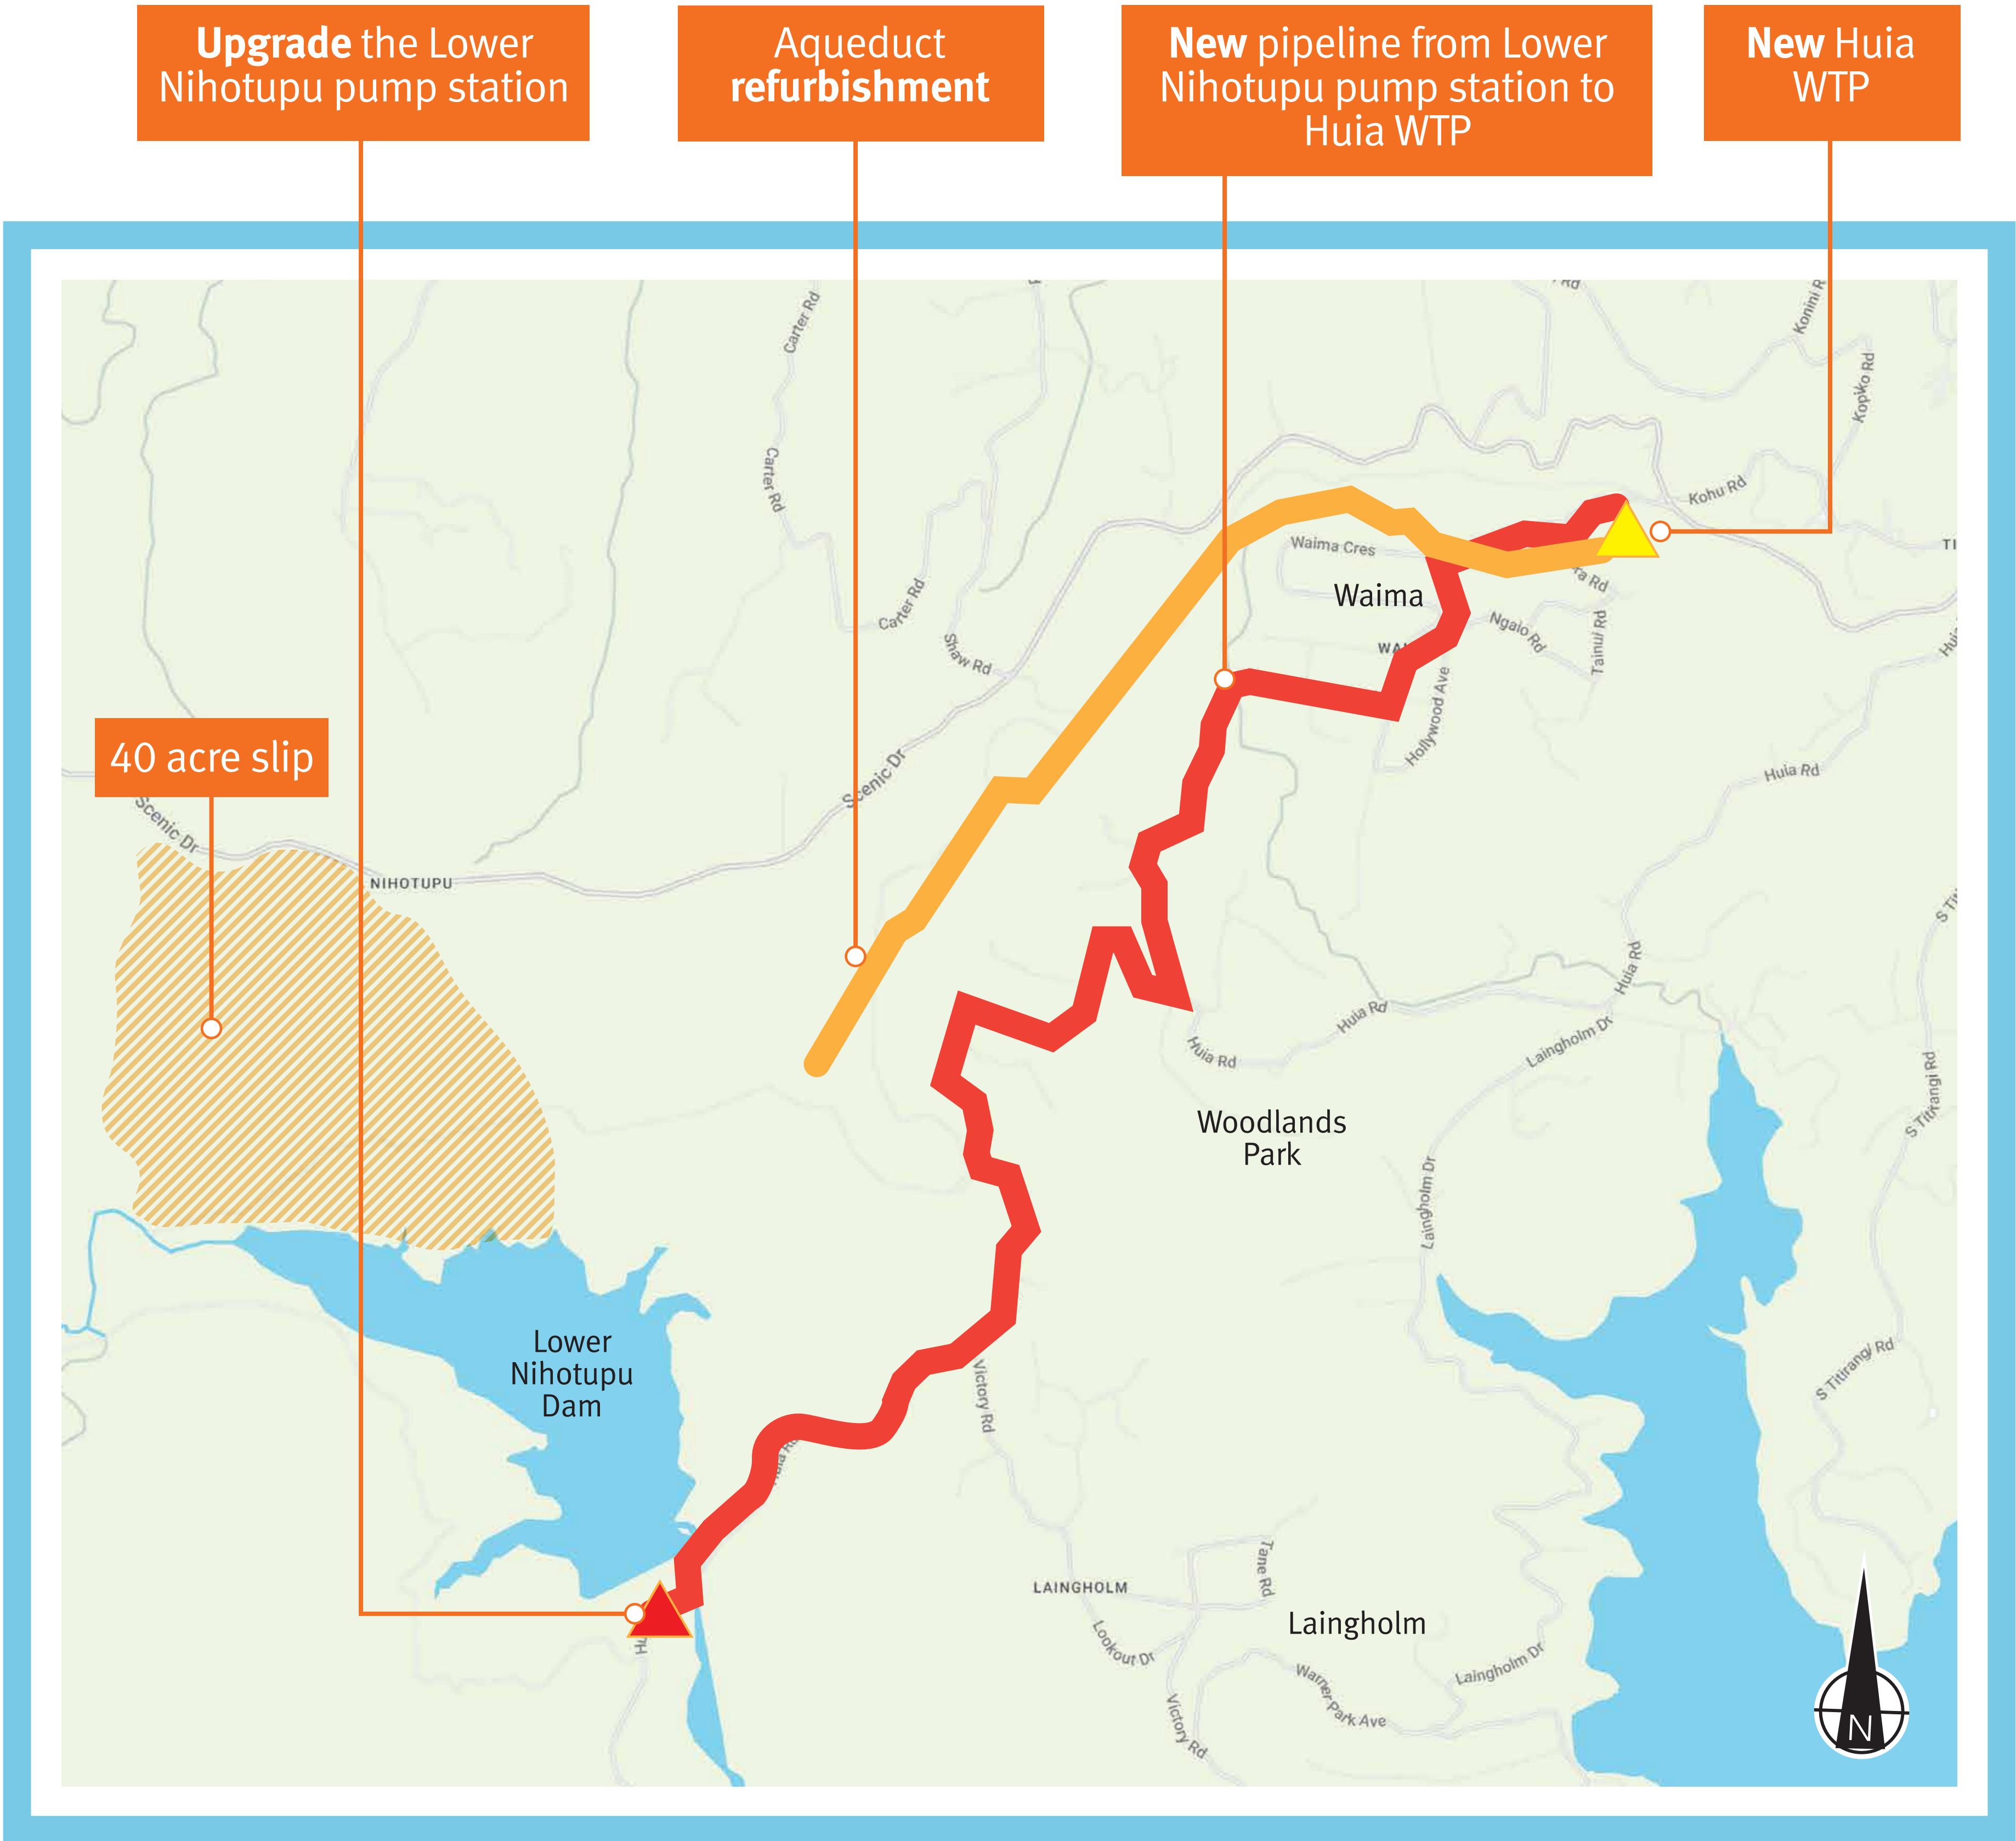 Upgrade the Lower
Nihotupu pump station
Aqueduct
refurbishment
New pipeline from Lower
Nihotupu pump station to
Huia WTP
New Huia
WTP
Rd
Carter Rd
Kopiko Rd
Carter Rd
Kohu Rd
Waima Cres
Waima
Carter Rd
Ngaio Rd
Tainui Rd
Shaw Rd
Hollywood Ave
40 acre slip
Scenic Dr
Scenic Dr
Huia Rd
NIHOTUPU
Huia Rd
Huia Rd
Laingholm Dr
Huia Rd
Woodlands
Park
S Titirangi Rd
Laingholm Dr
Lower
Nihotupu
Dam
Victory Rd
S Titirangi Rd
LAINGHOLM
Tane Rd
Laingholm
Lookout Dr
Laingholm Dr
Warner Park Ave
Victory Rd
N